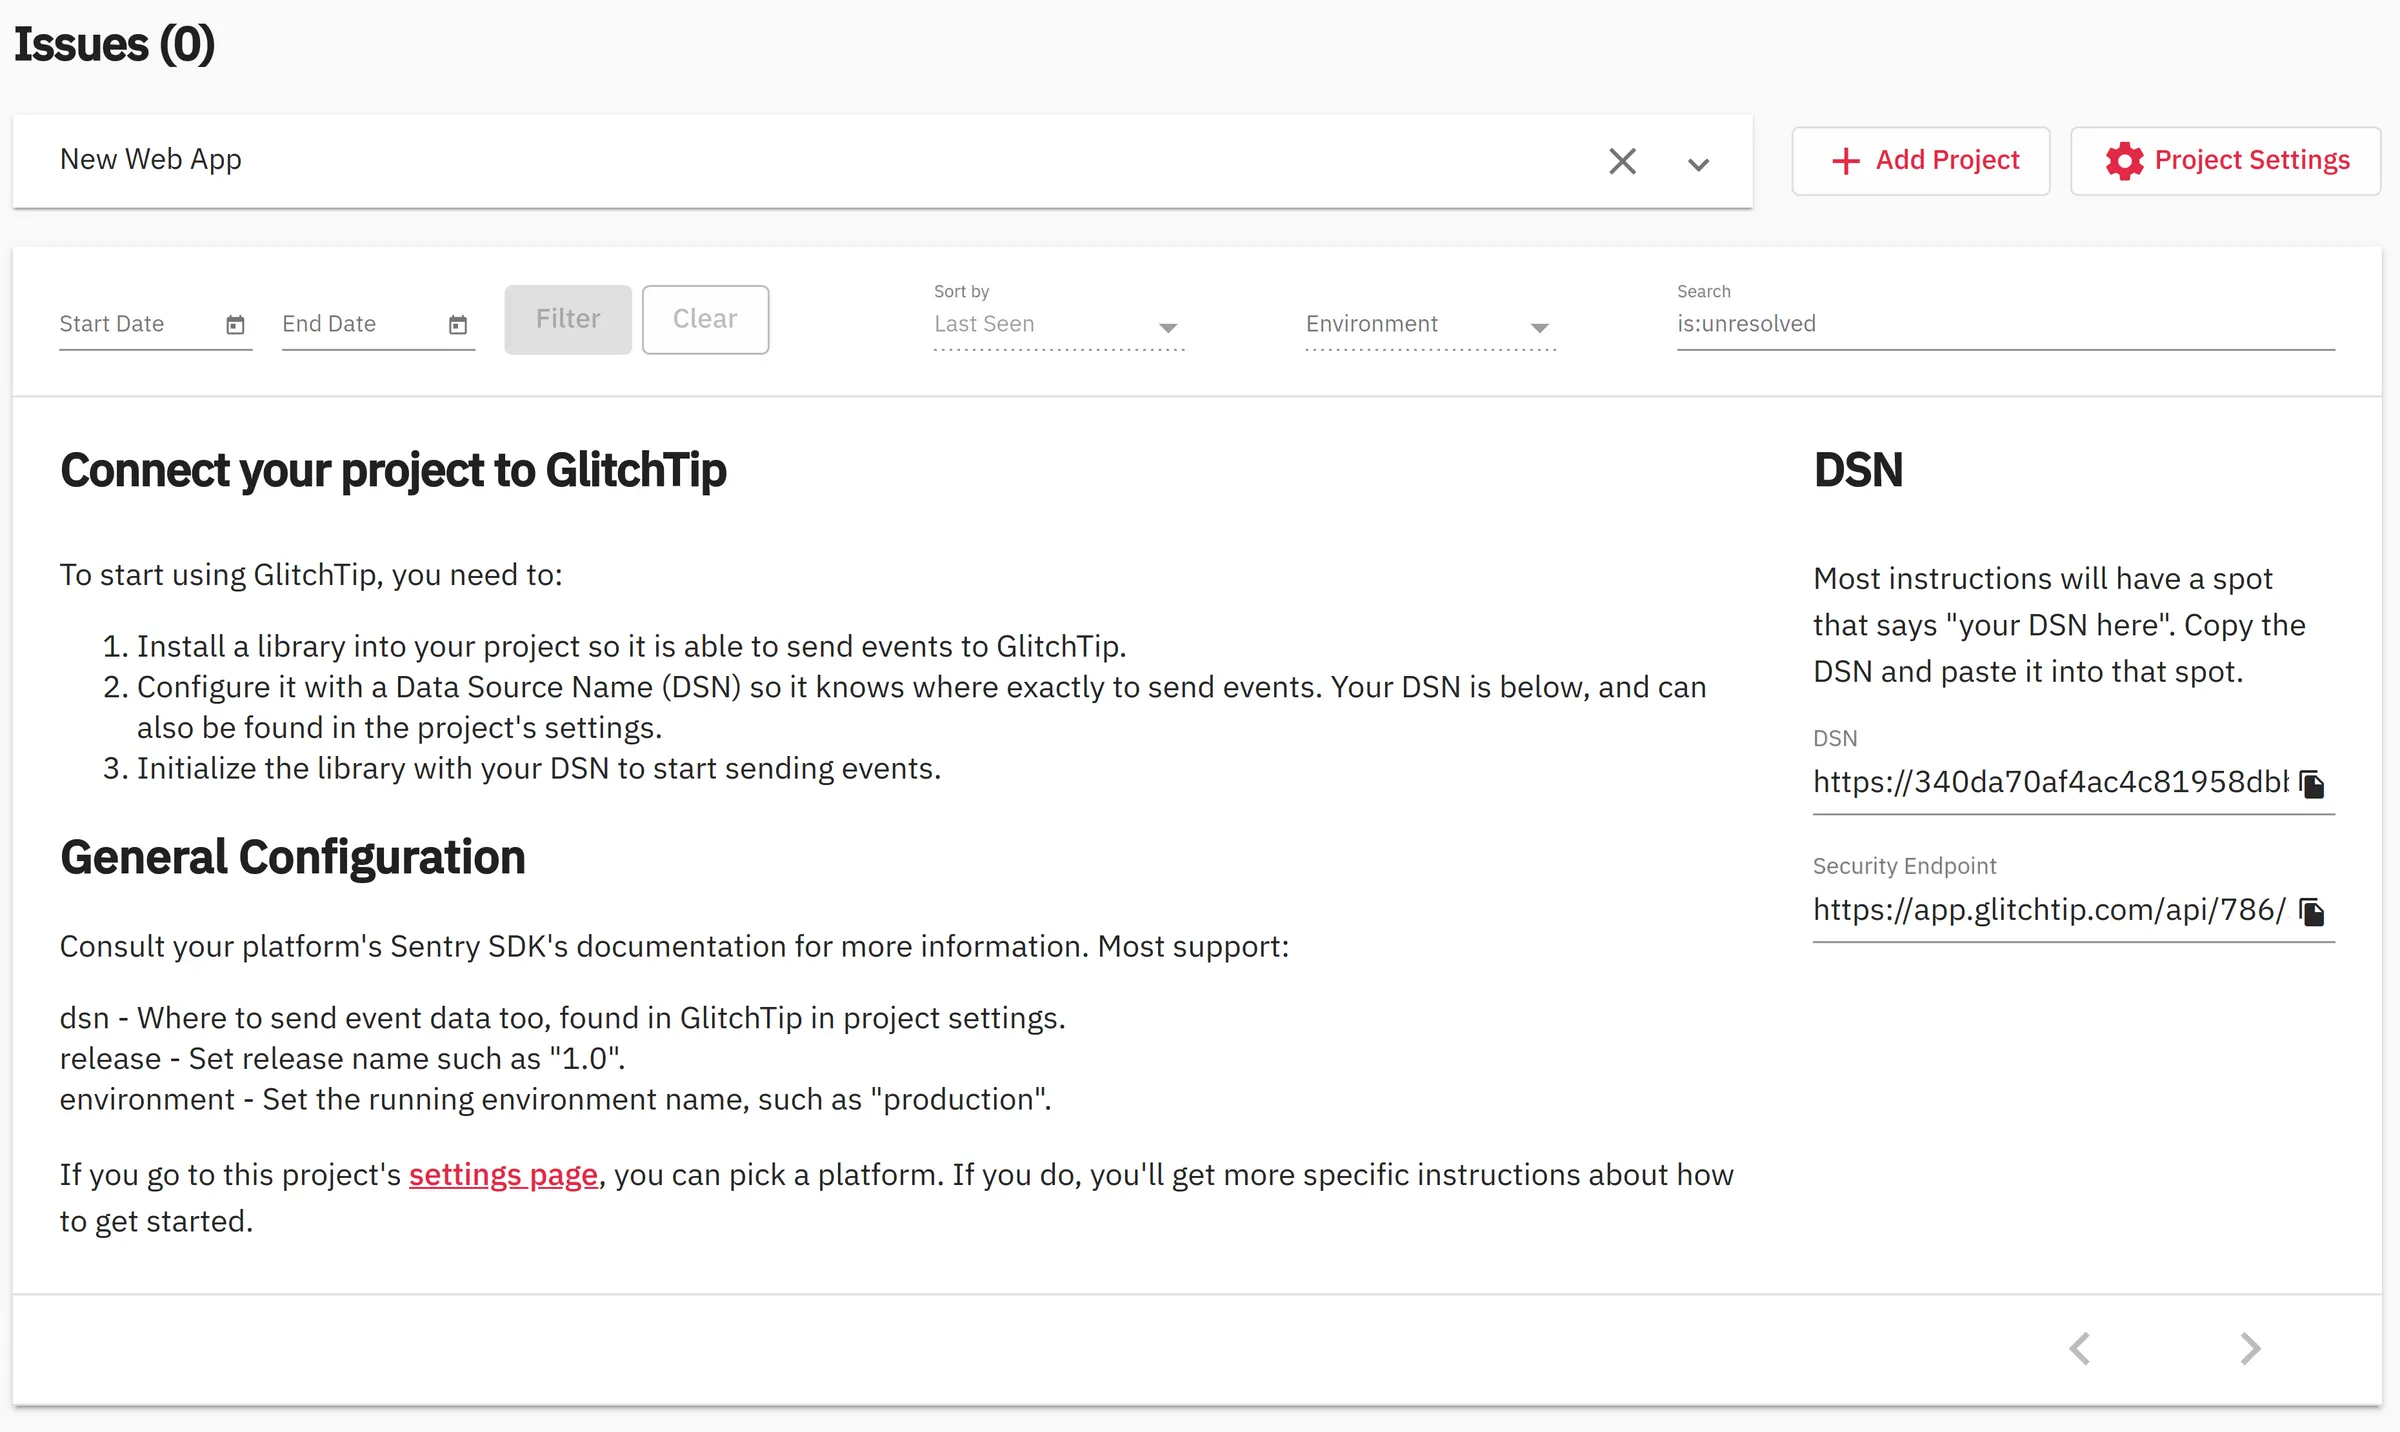 Issues (0)
New Web App
Add Project
Project Settings
Start Date
End Date
Filter
Clear
Sort by
Last Seen
Environment
Search
is:unresolved
Connect your project to GlitchTip
To start using GlitchTip, you need to:
1. Install a library into your project so it is able to send events to GlitchTip.
2. Configure it with a Data Source Name (DSN) so it knows where exactly to send events. Your DSN is below, and can
also be found in the project's settings.
3. Initialize the library with your DSN to start sending events.
General Configuration
Consult your platform's Sentry SDK's documentation for more information. Most support:
dsn - Where to send event data too, found in GlitchTip in project settings.
release - Set release name such as "1.0".
environment - Set the running environment name, such as "production".
If you go to this project's settings page, you can pick a platform. If you do, you'll get more specific instructions about how
to get started.
DSN
Most instructions will have a spot
that says "your DSN here". Copy the
DSN and paste it into that spot.
DSN
https://340da70af4ac4c81958db
Security Endpoint
https://app.glitchtip.com/api/786/